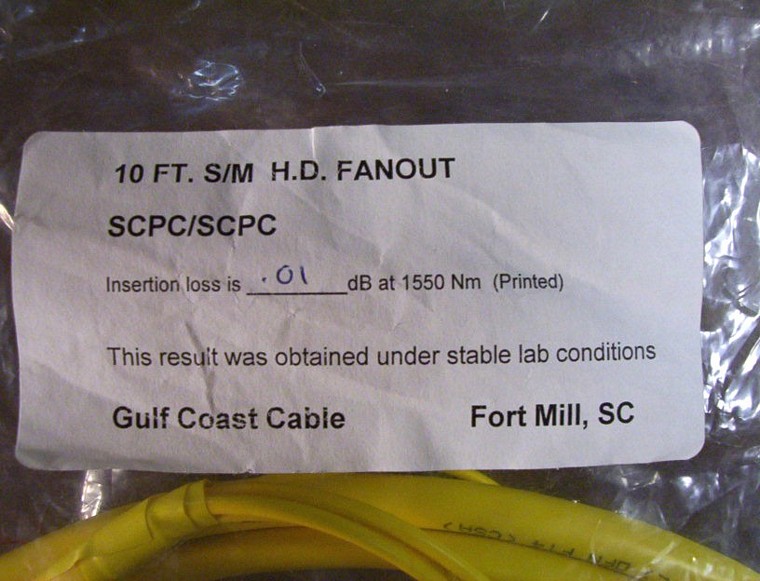 10 FT. S/M H.D. FANOUT
SCPC/SCPC
Insertion loss is .01 dB at 1550 Nm (Printed)
This result was obtained under stable lab conditions
Gulf Coast Cable Fort Mill, SC